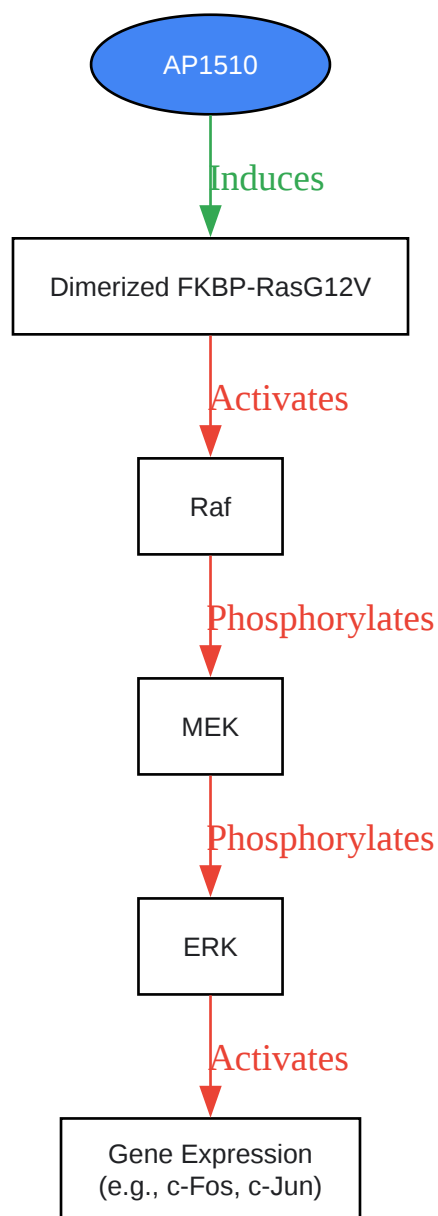 AP1510
Induces
Dimerized FKBP-RasG12V
Activates
Raf
Phosphorylates
MEK
Phosphorylates
ERK
Activates
Gene Expression
(e.g., c-Fos, c-Jun)